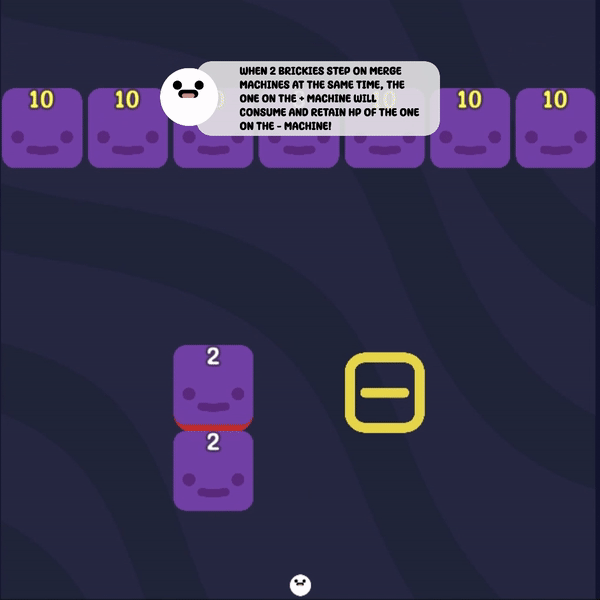 WHEN 2 BRICKIES STEP ON MERGE
MACHINES AT THE SAME TIME, THE
ONE ON THE + MACHINE WILL
CONSUME AND RETAIN HP OF THE ONE
ON THE - MACHINE!
10 10 10 10 10
2
2